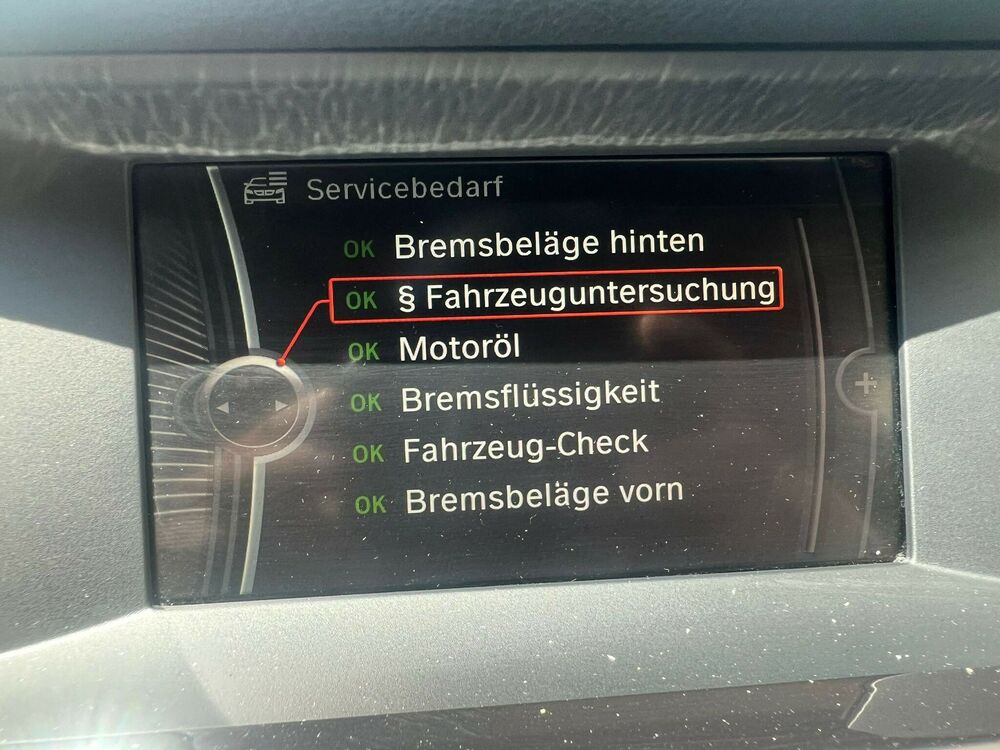 Servicebedarf
OK Bremsbeläge hinten
OK § Fahrzeuguntersuchung
OK Motoröl
OK Bremsflüssigkeit
OK Fahrzeug-Check
OK Bremsbeläge vorn